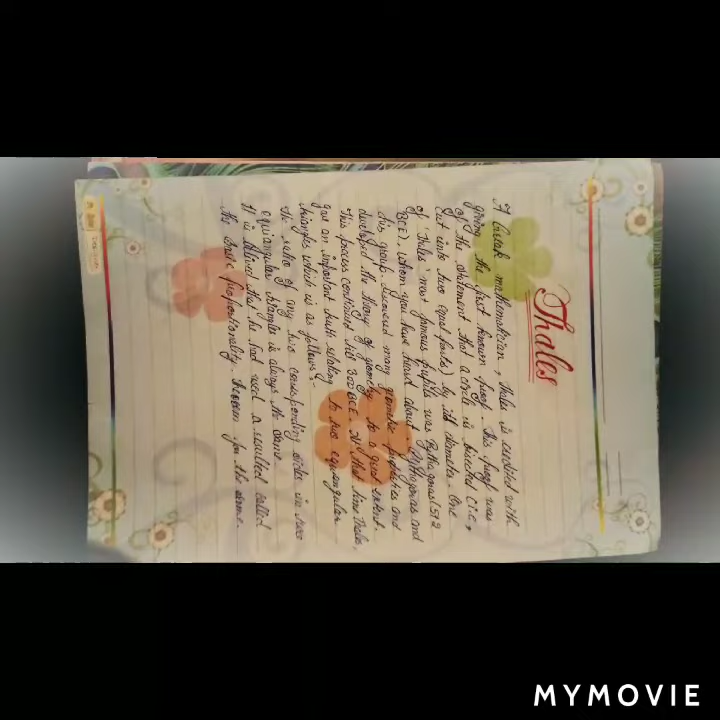 Thales
A Greek mathematician, Thales is credited with
giving the first known proof. This proof was
of the statement that a circle is bisected (i.e.,
cut into two equal parts) by its diameter. One
of 'Thales' most famous pupils was Pythagoras (572
BCE), whom you have heard about. Pythagoras and
his group discovered many geometric properties and
developed the theory of geometry to a great extent.
This process continued till 300 BCE. At that time Thales,
gave an important truth relating to two equiangular
triangles which is as follows:
The ratio of any two corresponding sides in two
equiangular triangles is always the same
It is believed that he had used a resulted called
the Basic Proportionality Theorem for the same.
MYMOVIE